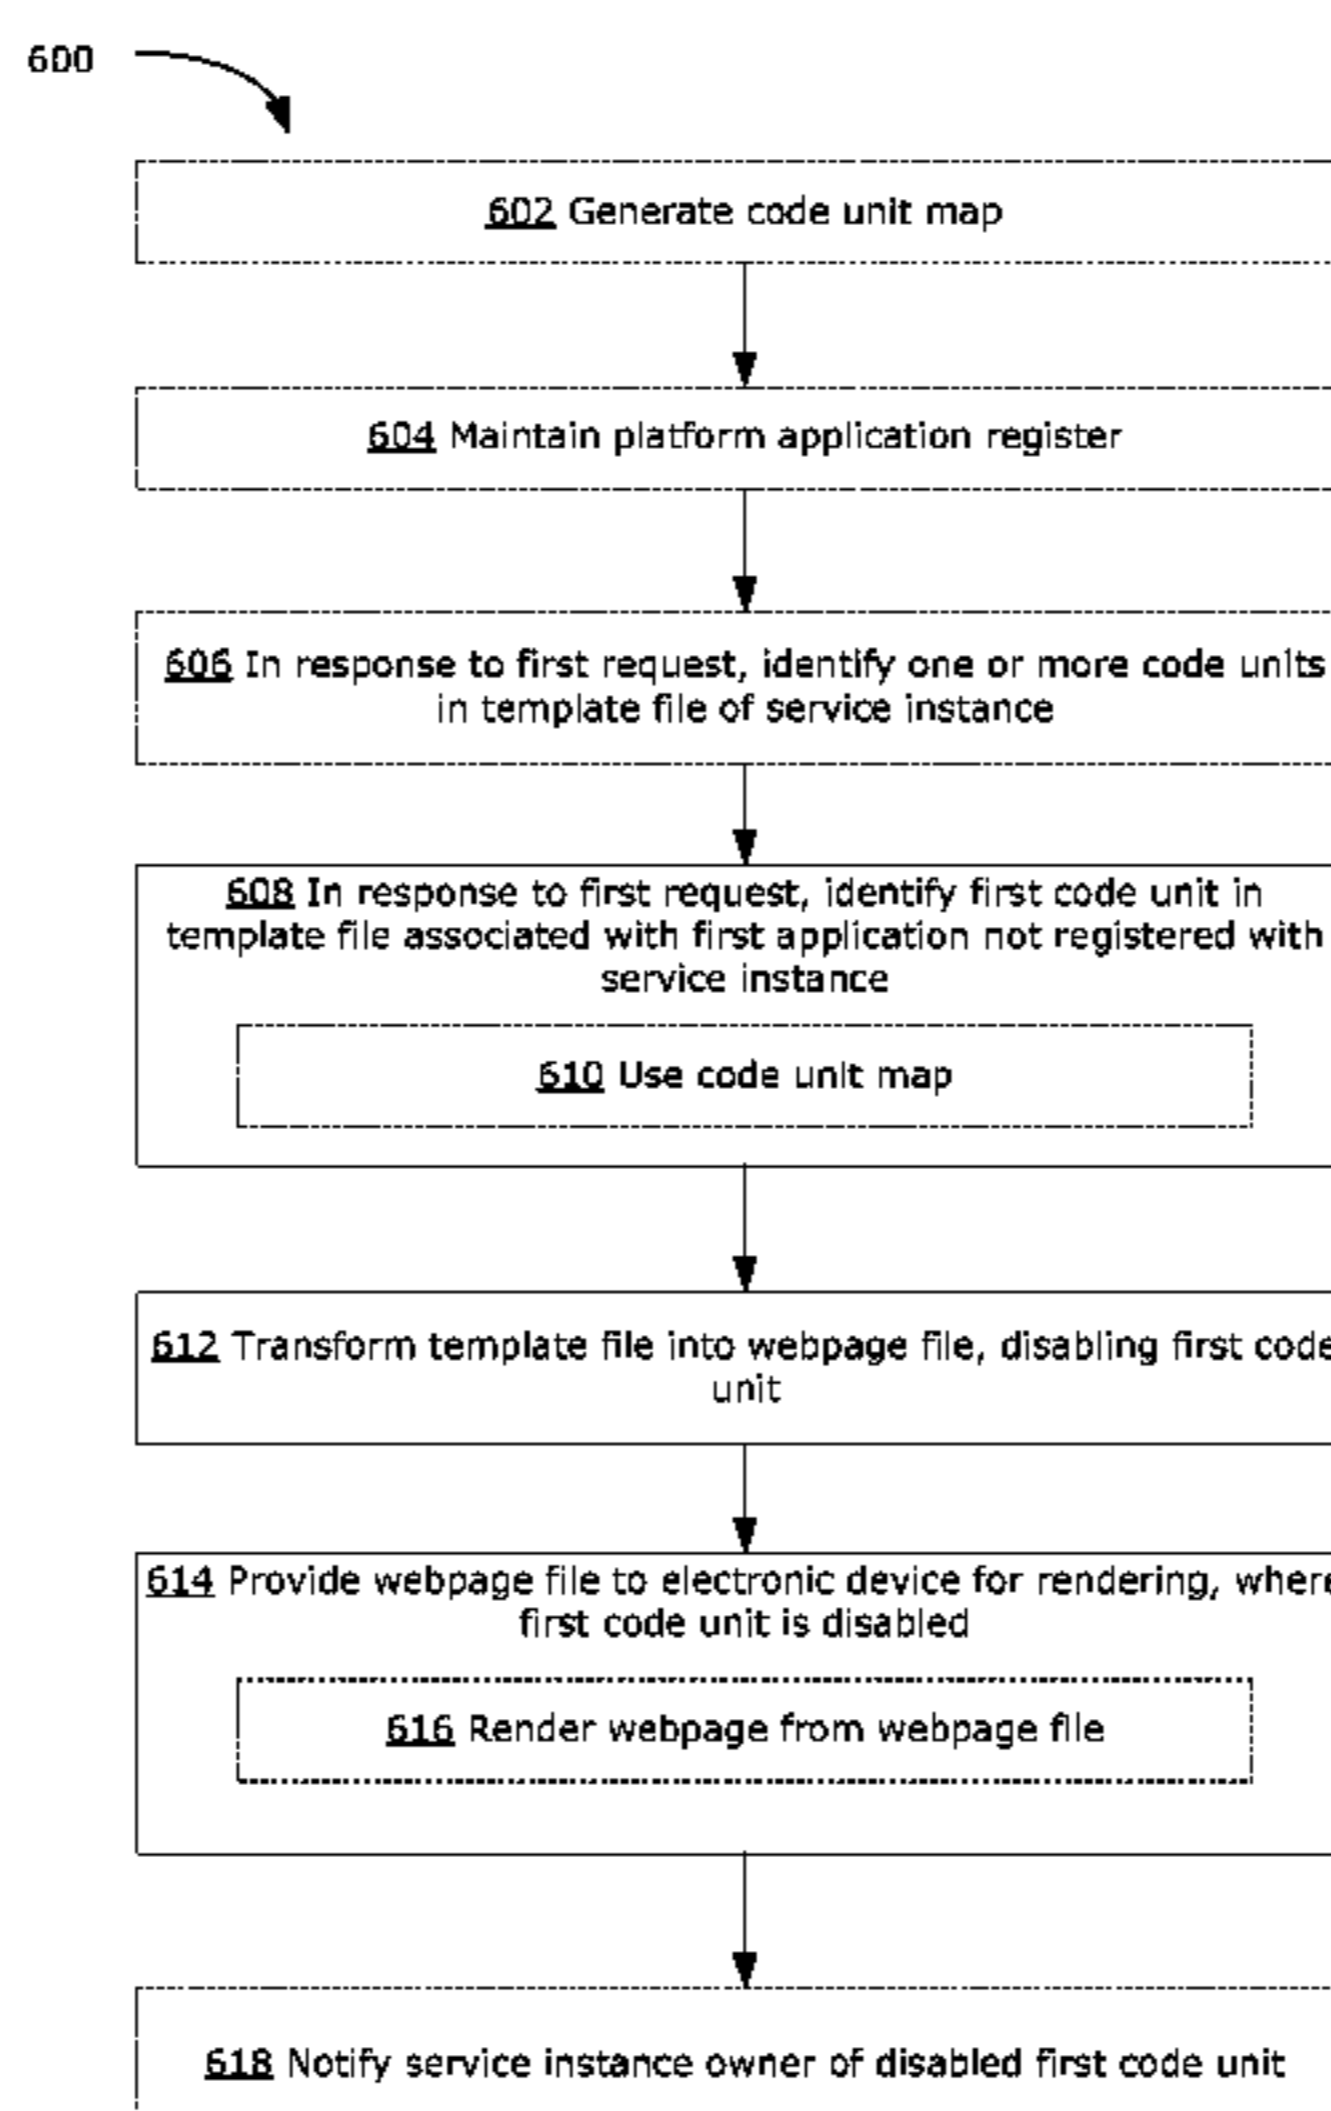 600
602 Generate code unit map
604 Maintain platform application register
606 In response to first request, identify one or more code units
in template file of service instance
608 In response to first request, identify first code unit in
template file associated with first application not registered with
service instance
610 Use code unit map
612 Transform template file into webpage file, disabling first code
unit
614 Provide webpage file to electronic device for rendering, where
first code unit is disabled
616 Render webpage from webpage file
618 Notify service instance owner of disabled first code unit